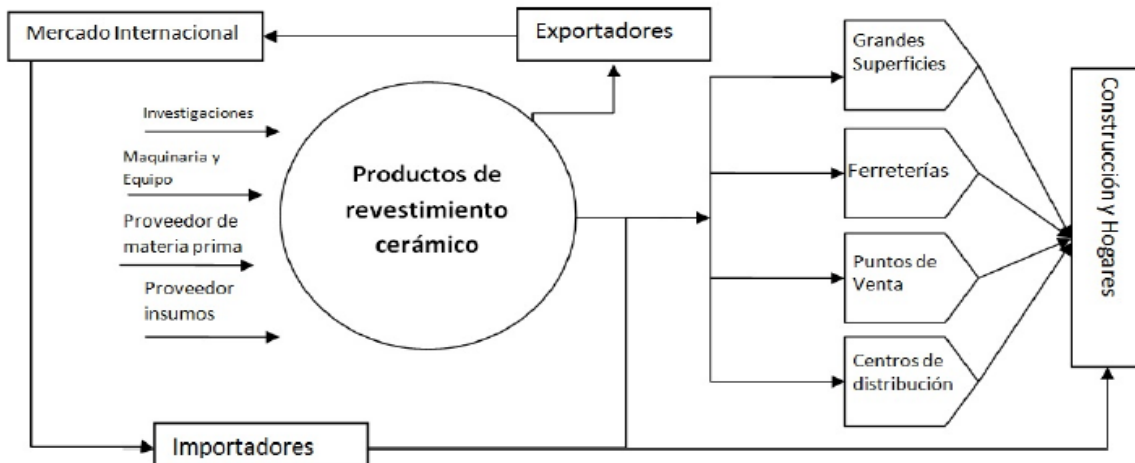 Mercado Internacional
Exportadores
Investigaciones
Maquinaria y
Equipo
Proveedor de
materia prima
Proveedor
insumos
Productos de
revestimiento
cerámico
Grandes
Superficies
Ferreterías
Puntos de
Venta
Centros de
distribución
Construcción y Hogares
Importadores